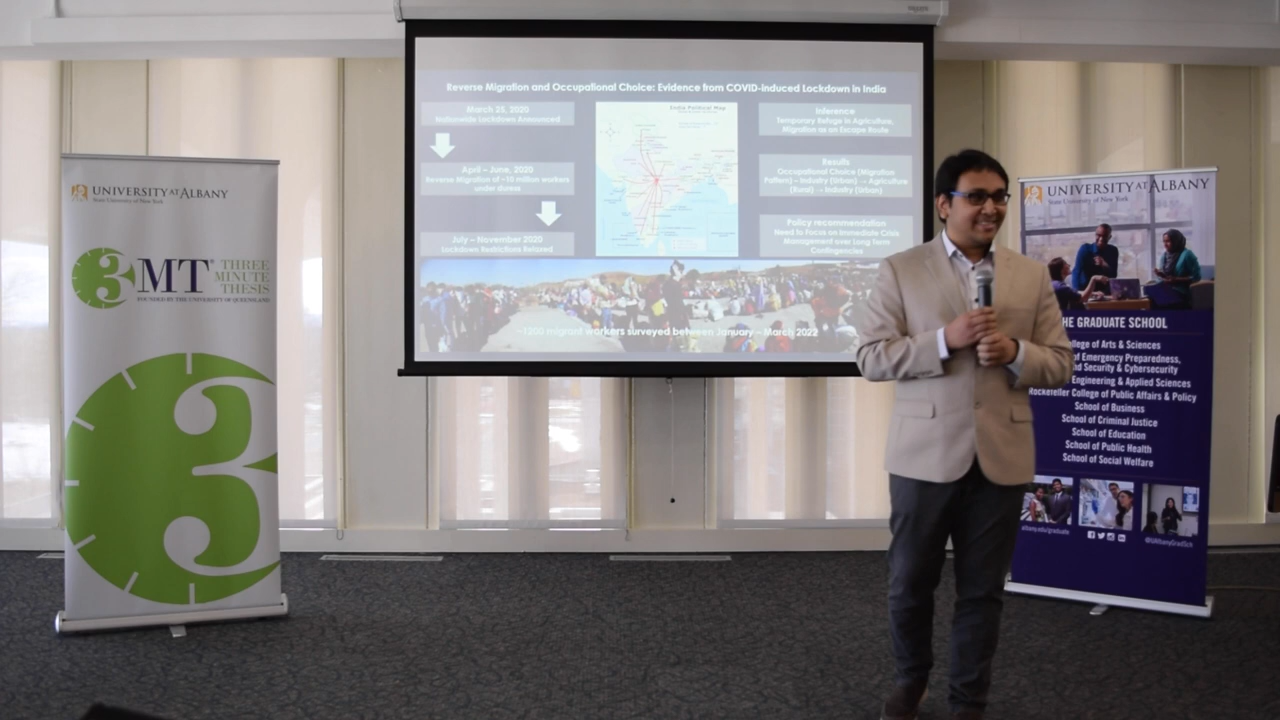 UNIVERSITY AT ALBANY
State University of New York
3MT® THREE
MINUTE
THESIS
FOUNDED BY THE UNIVERSITY OF QUEENSLAND
3
Reverse Migration and Occupational Choice: Evidence from COVID-induced Lockdown in India
March 25, 2020
Nationwide Lockdown Announced
April – June, 2020
Reverse Migration of ~10 million workers
under duress
July – November 2020
Lockdown Restrictions Relaxed
India Political Map
Inference
Temporary Refuge in Agriculture,
Migration as an Escape Route
Results
Occupational Choice (Migration
Pattern) – Industry (Urban) → Agriculture
(Rural) → Industry (Urban)
Policy recommendation
Need to Focus on Immediate Crisis
Management over Long Term
Contingencies
~1200 migrant workers surveyed between January – March 2022
UNIVERSITY AT ALBANY
State University of New York
HE GRADUATE SCHOOL
llege of Arts & Sciences
of Emergency Preparedness,
nd Security & Cybersecurity
Engineering & Applied Sciences
Rockefeller College of Public Affairs & Policy
School of Business
School of Criminal Justice
School of Education
School of Public Health
School of Social Welfare
albany.edu/graduate
@UAlbanyGradSch